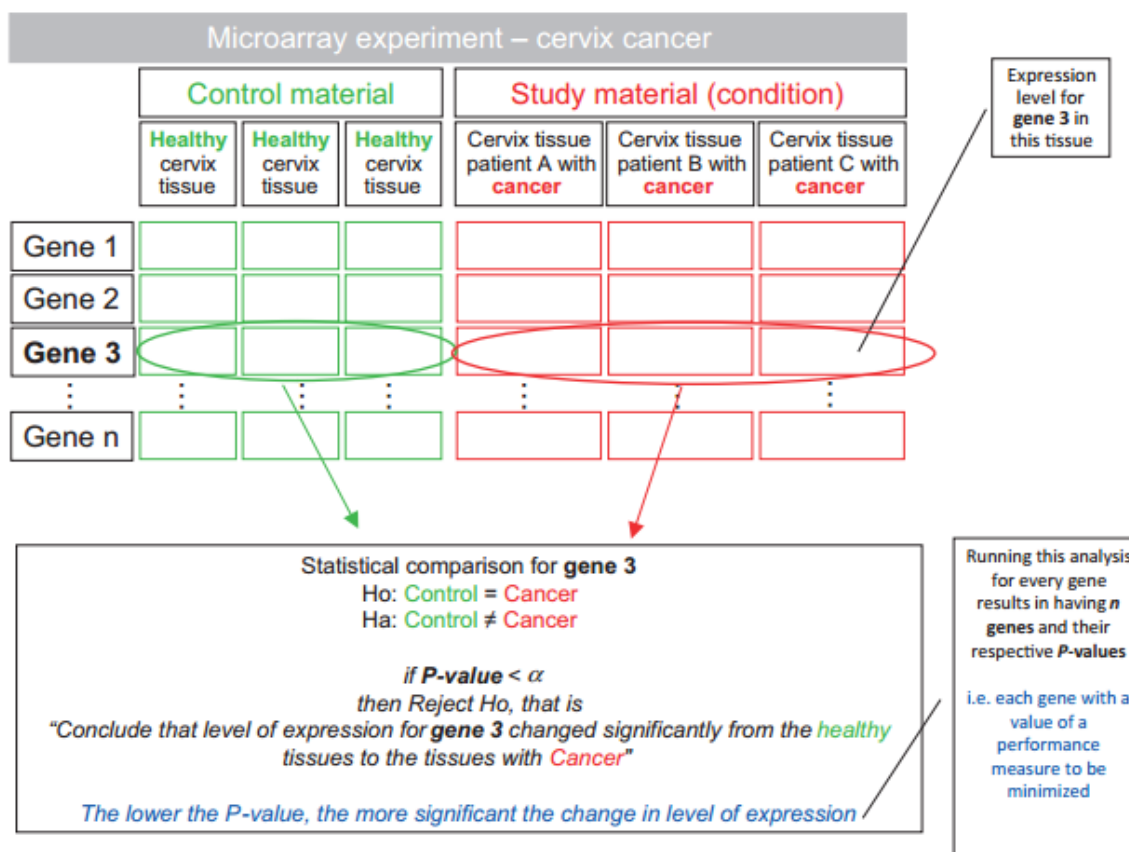 Microarray experiment – cervix cancer
Control material
Study material (condition)
Healthy
cervix
tissue
Healthy
cervix
tissue
Healthy
cervix
tissue
Cervix tissue
patient A with
cancer
Cervix tissue
patient B with
cancer
Cervix tissue
patient C with
cancer
Expression
level for
gene 3 in
this tissue
Gene 1
Gene 2
Gene 3
Gene n
Statistical comparison for gene 3
Ho: Control = Cancer
Ha: Control ≠ Cancer
if P-value < α
then Reject Ho, that is
“Conclude that level of expression for gene 3 changed significantly from the healthy
tissues to the tissues with Cancer”
The lower the P-value, the more significant the change in level of expression
Running this analysis
for every gene
results in having n
genes and their
respective P-values
i.e. each gene with a
value of a
performance
measure to be
minimized